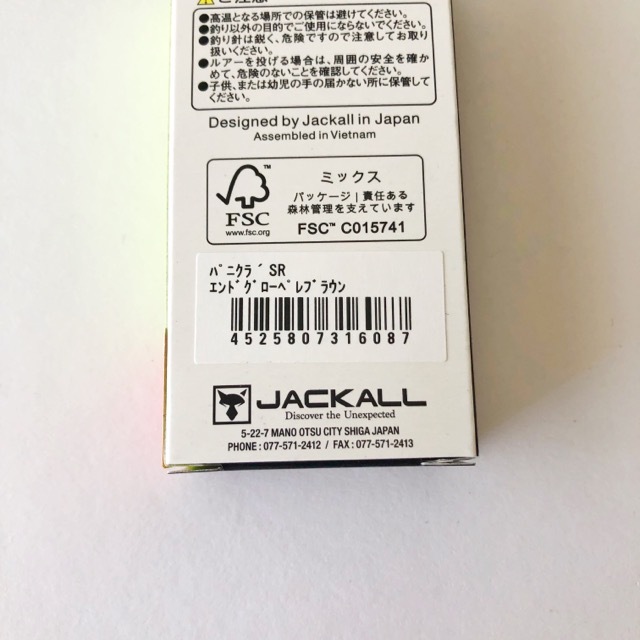 ●高温となる場所での保管は避けてください。
●釣り以外の目的でご使用にならないでください。
●釣り針は鋭く、危険ですので注意してお取り
扱いください。
●ルアーを投げる場合は、周囲の安全を確か
めて、危険のないことを確認してください。
●子供、または幼児の手の届かない所に保管して
ください。
Designed by Jackall in Japan
Assembled in Vietnam
FSC
www.fsc.org
ミックス
パッケージ | 責任ある
森林管理を支えています
FSC™ C015741
ﾊﾟﾆｸﾗ ﾞSR
ｴﾝﾄﾞｸﾞﾛｰﾍﾟﾚﾌﾞﾗｳﾝ
4525807316087
JACKALL
Discover the Unexpected
5-22-7 MANO OTSU CITY SHIGA JAPAN
PHONE : 077-571-2412 / FAX : 077-571-2413